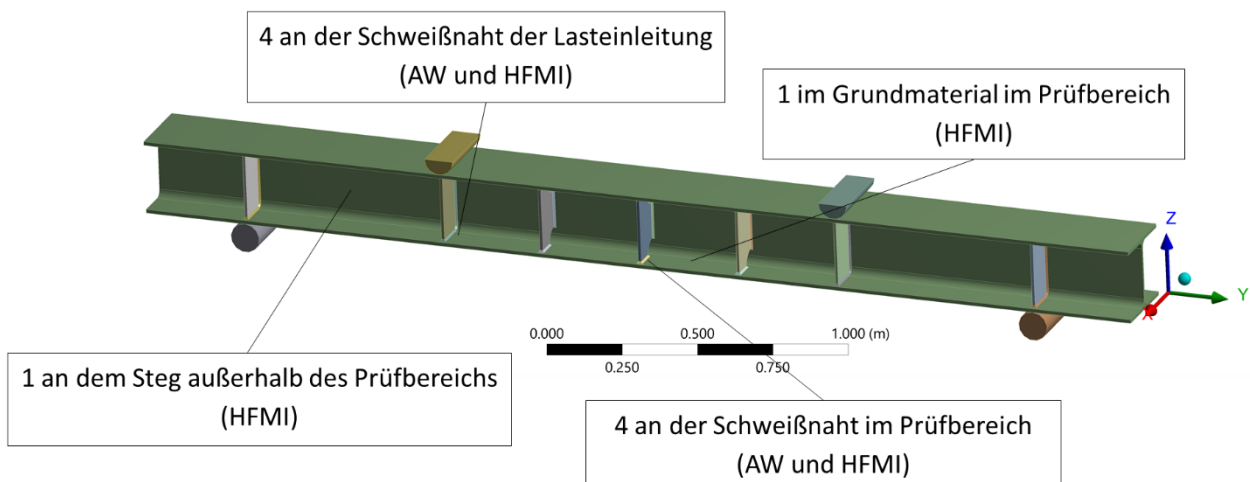 4 an der Schweißnaht der Lasteinleitung
(AW und HFMI)
1 im Grundmaterial im Prüfbereich
(HFMI)
Z
Y
X
0.000
0.500
1.000 (m)
0.250
0.750
1 an dem Steg außerhalb des Prüfbereichs
(HFMI)
4 an der Schweißnaht im Prüfbereich
(AW und HFMI)